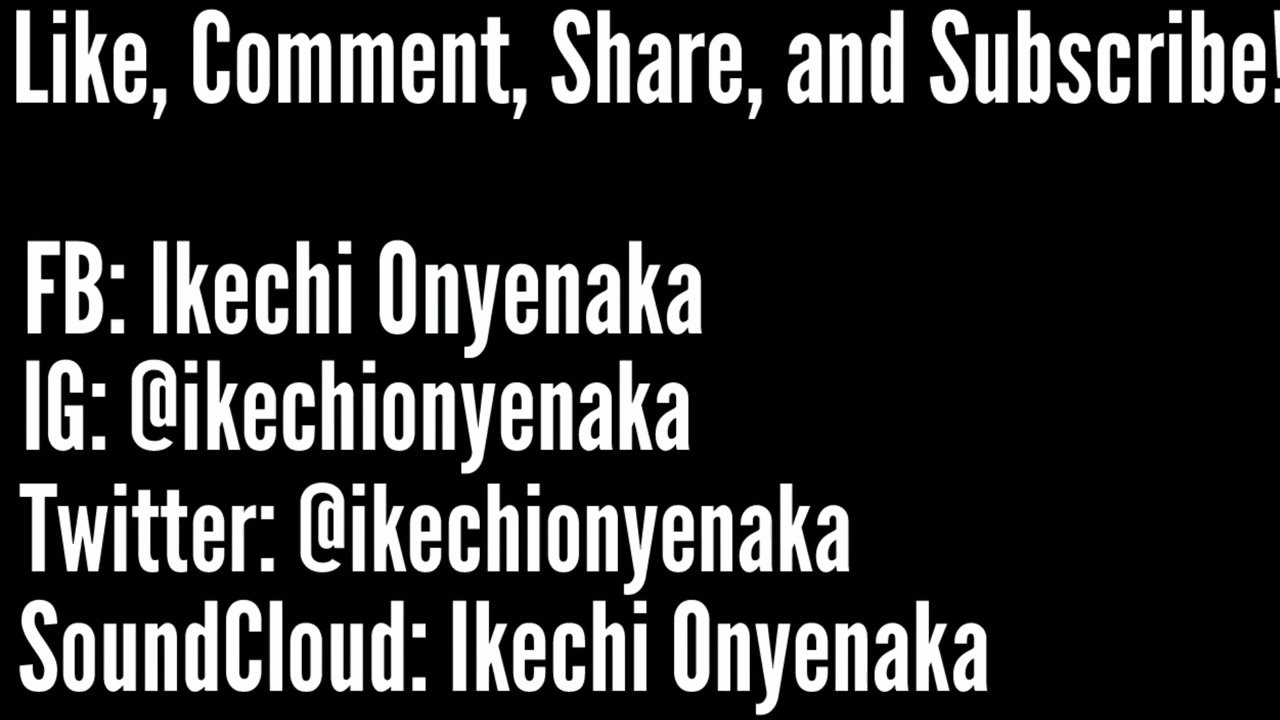 Like, Comment, Share, and Subscribe!
FB: Ikechi Onyenaka
IG: @ikechionyenaka
Twitter: @ikechionyenaka
SoundCloud: Ikechi Onyenaka